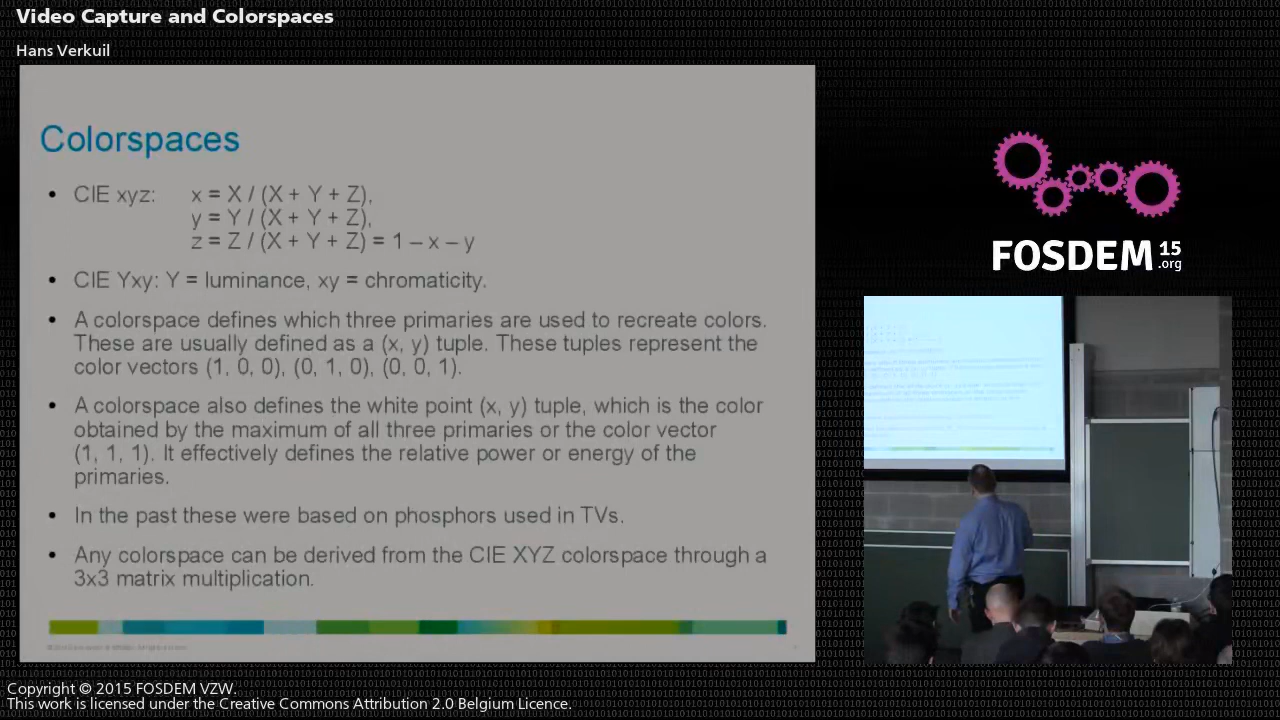 Video Capture and Colorspaces
Hans Verkuil
Colorspaces
• CIE xyz: x = X / (X + Y + Z),
y = Y / (X + Y + Z),
z = Z / (X + Y + Z) = 1 – x – y
• CIE Yxy: Y = luminance, xy = chromaticity.
• A colorspace defines which three primaries are used to recreate colors.
These are usually defined as a (x, y) tuple. These tuples represent the
color vectors (1, 0, 0), (0, 1, 0), (0, 0, 1).
• A colorspace also defines the white point (x, y) tuple, which is the color
obtained by the maximum of all three primaries or the color vector
(1, 1, 1). It effectively defines the relative power or energy of the
primaries.
• In the past these were based on phosphors used in TVs.
• Any colorspace can be derived from the CIE XYZ colorspace through a
3x3 matrix multiplication.
FOSDEM 15
.org
Copyright © 2015 FOSDEM VZW.
This work is licensed under the Creative Commons Attribution 2.0 Belgium Licence.